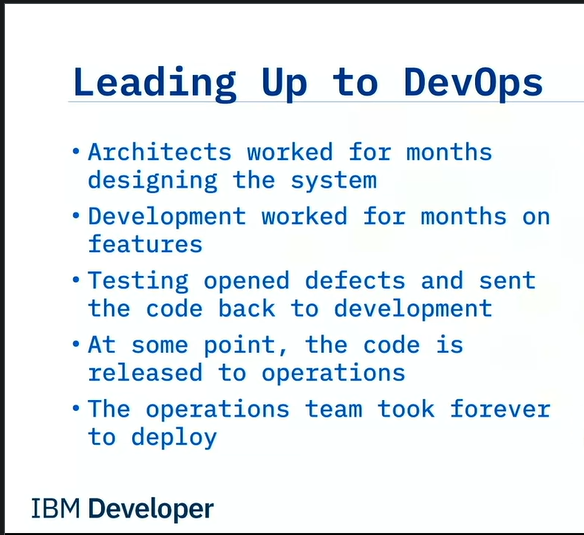 Leading Up to DevOps
• Architects worked for months
designing the system
• Development worked for months on
features
• Testing opened defects and sent
the code back to development
• At some point, the code is
released to operations
• The operations team took forever
to deploy
IBM Developer